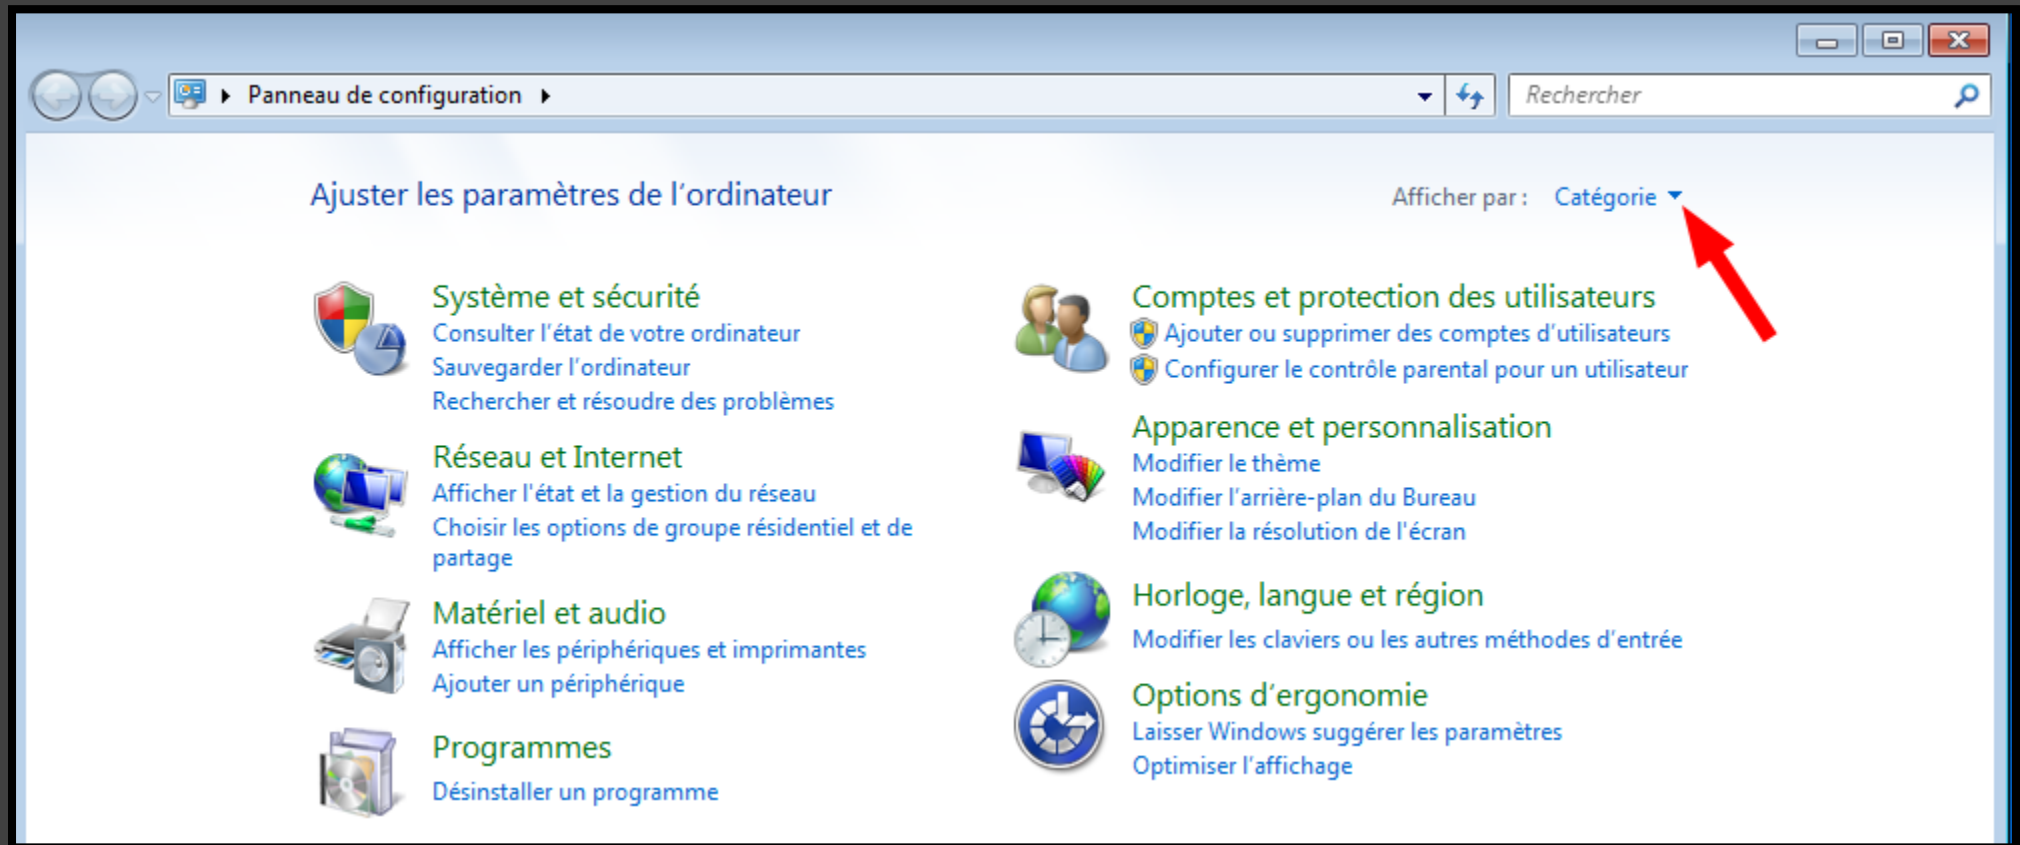 Panneau de configuration
Rechercher
Ajuster les paramètres de l'ordinateur
Afficher par : Catégorie
Système et sécurité
Consulter l'état de votre ordinateur
Sauvegarder l'ordinateur
Rechercher et résoudre des problèmes
Réseau et Internet
Afficher l'état et la gestion du réseau
Choisir les options de groupe résidentiel et de
partage
Matériel et audio
Afficher les périphériques et imprimantes
Ajouter un périphérique
Programmes
Désinstaller un programme
Comptes et protection des utilisateurs
Ajouter ou supprimer des comptes d'utilisateurs
Configurer le contrôle parental pour un utilisateur
Apparence et personnalisation
Modifier le thème
Modifier l'arrière-plan du Bureau
Modifier la résolution de l'écran
Horloge, langue et région
Modifier les claviers ou les autres méthodes d'entrée
Options d'ergonomie
Laisser Windows suggérer les paramètres
Optimiser l'affichage